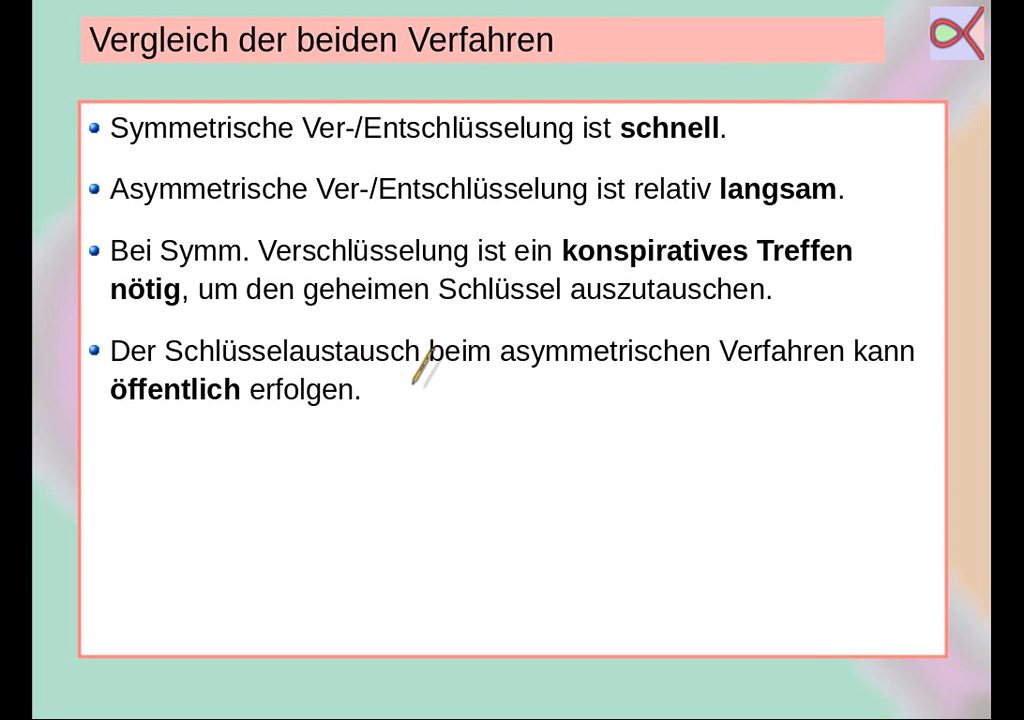 Vergleich der beiden Verfahren
Symmetrische Ver-/Entschlüsselung ist schnell.
Asymmetrische Ver-/Entschlüsselung ist relativ langsam.
Bei Symm. Verschlüsselung ist ein konspiratives Treffen
nötig, um den geheimen Schlüssel auszutauschen.
Der Schlüsselaustausch beim asymmetrischen Verfahren kann
öffentlich erfolgen.